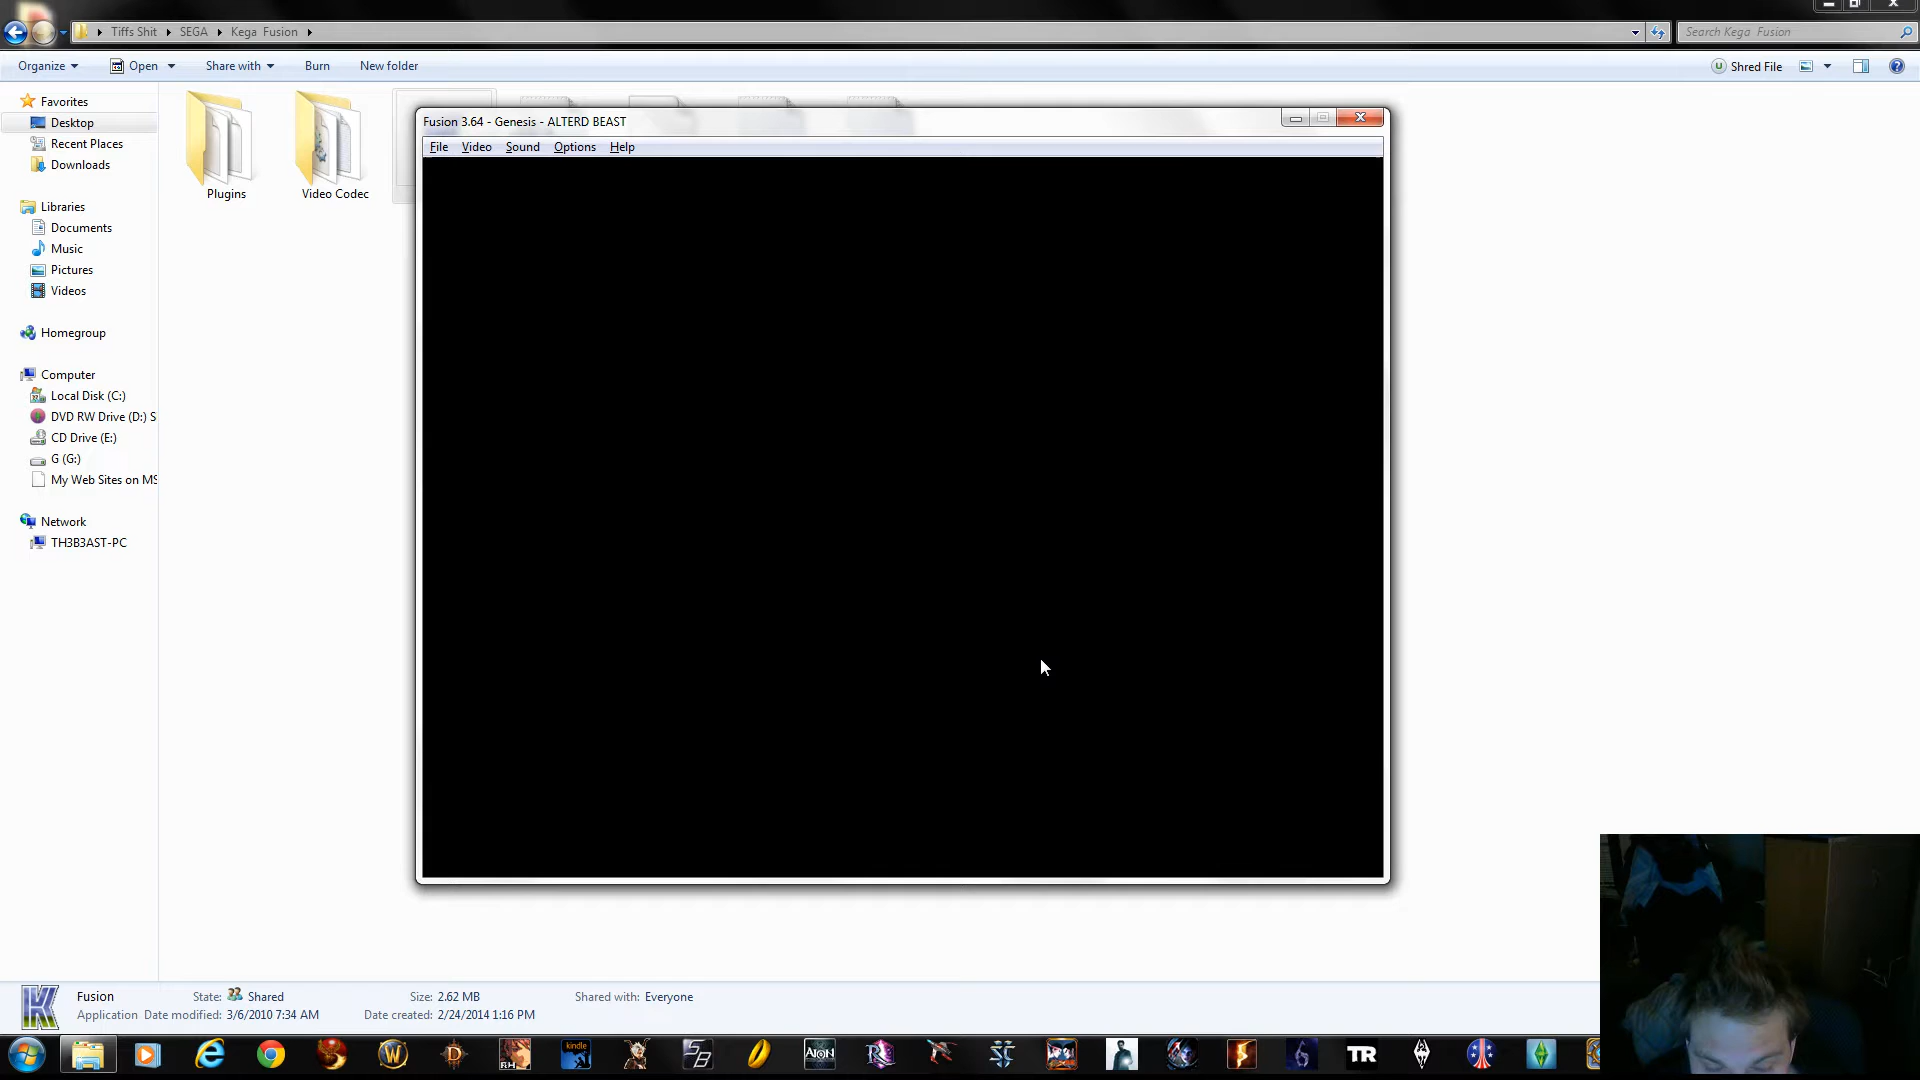 Tiffs Shit
SEGA
Kega Fusion
Search Kega Fusion
Organize
Open
Share with
Burn
New folder
Shred File
Favorites
Desktop
Recent Places
Downloads
Libraries
Documents
Music
Pictures
Videos
Homegroup
Computer
Local Disk (C:)
DVD RW Drive (D:) S
CD Drive (E:)
G (G:)
My Web Sites on MS
Network
TH3B3AST-PC
Plugins
Video Codec
Fusion 3.64 - Genesis - ALTERD BEAST
File
Video
Sound
Options
Help
Fusion
State: Shared
Size: 2.62 MB
Shared with: Everyone
Application
Date modified: 3/6/2010 7:34 AM
Date created: 2/24/2014 1:16 PM
RH
kindle
SB
AION
TR